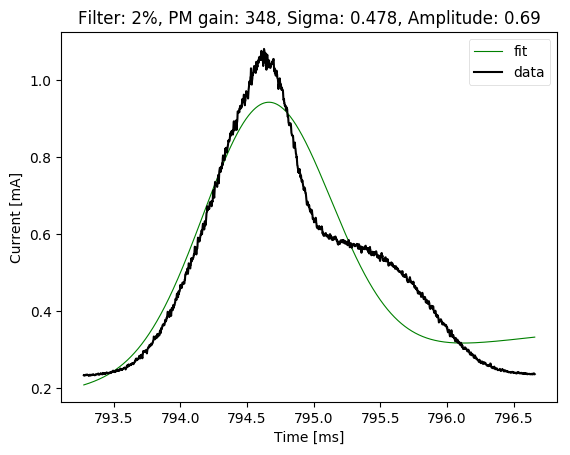 Filter: 2%, PM gain: 348, Sigma: 0.478, Amplitude: 0.69
fit
data
1.0
0.8
0.6
0.4
0.2
Current [mA]
793.5 794.0 794.5 795.0 795.5 796.0 796.5
Time [ms]